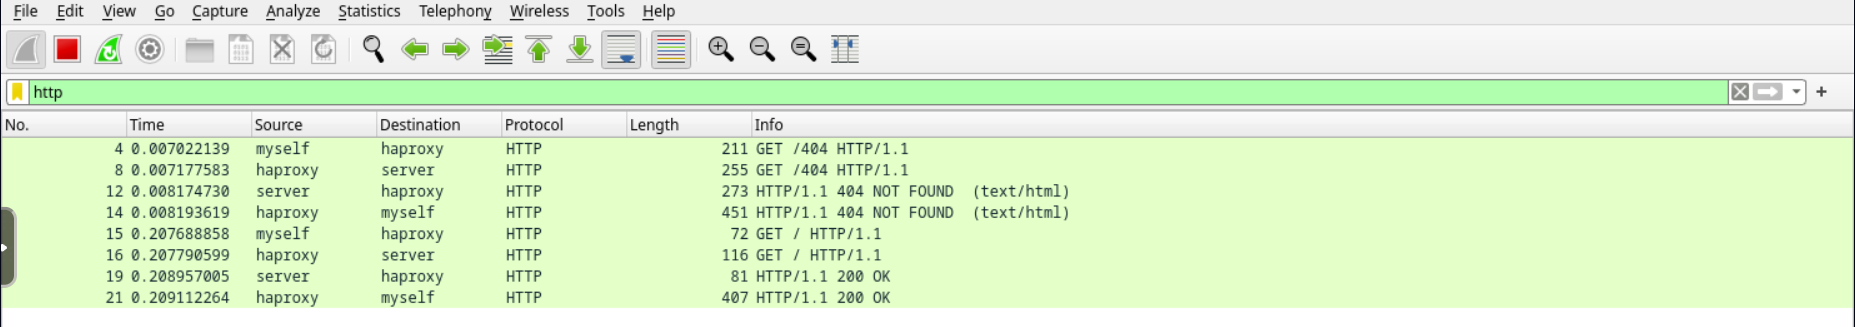 File Edit View Go Capture Analyze Statistics Telephony Wireless Tools Help
http
No. Time Source Destination Protocol Length Info
4 0.007022139 myself haproxy HTTP 211 GET /404 HTTP/1.1
8 0.007177583 haproxy server HTTP 255 GET /404 HTTP/1.1
12 0.008174730 server haproxy HTTP 273 HTTP/1.1 404 NOT FOUND (text/html)
14 0.008193619 haproxy myself HTTP 451 HTTP/1.1 404 NOT FOUND (text/html)
15 0.207688858 myself haproxy HTTP 72 GET / HTTP/1.1
16 0.207790599 haproxy server HTTP 116 GET / HTTP/1.1
19 0.208957005 server haproxy HTTP 81 HTTP/1.1 200 OK
21 0.209112264 haproxy myself HTTP 407 HTTP/1.1 200 OK